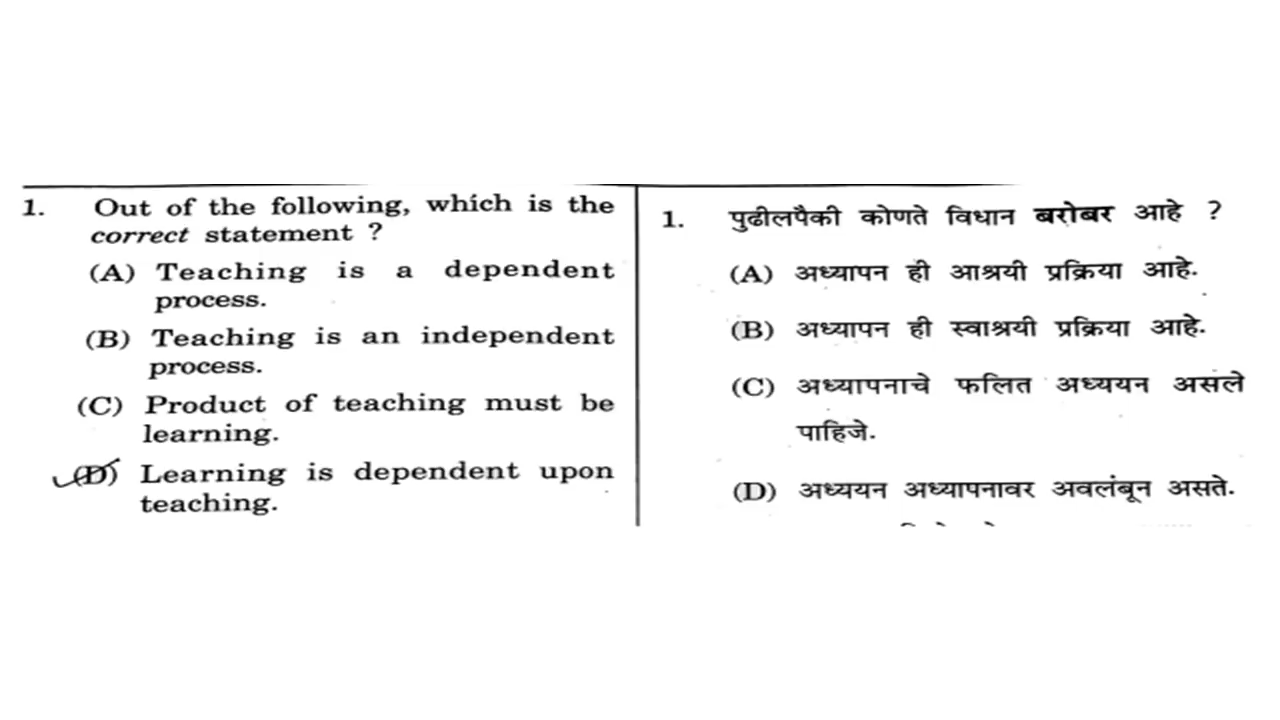 1. Out of the following, which is the
correct statement ?
(A) Teaching is a dependent
process.
(B) Teaching is an independent
process.
(C) Product of teaching must be
learning.
(D) Learning is dependent upon
teaching.
1. पुढीलपैकी कोणते विधान बरोबर आहे ?
(A) अध्यापन ही आश्रयी प्रक्रिया आहे.
(B) अध्यापन ही स्वाश्रयी प्रक्रिया आहे.
(C) अध्यापनाचे फलित अध्ययन असले
पाहिजे.
(D) अध्ययन अध्यापनावर अवलंबून असते.